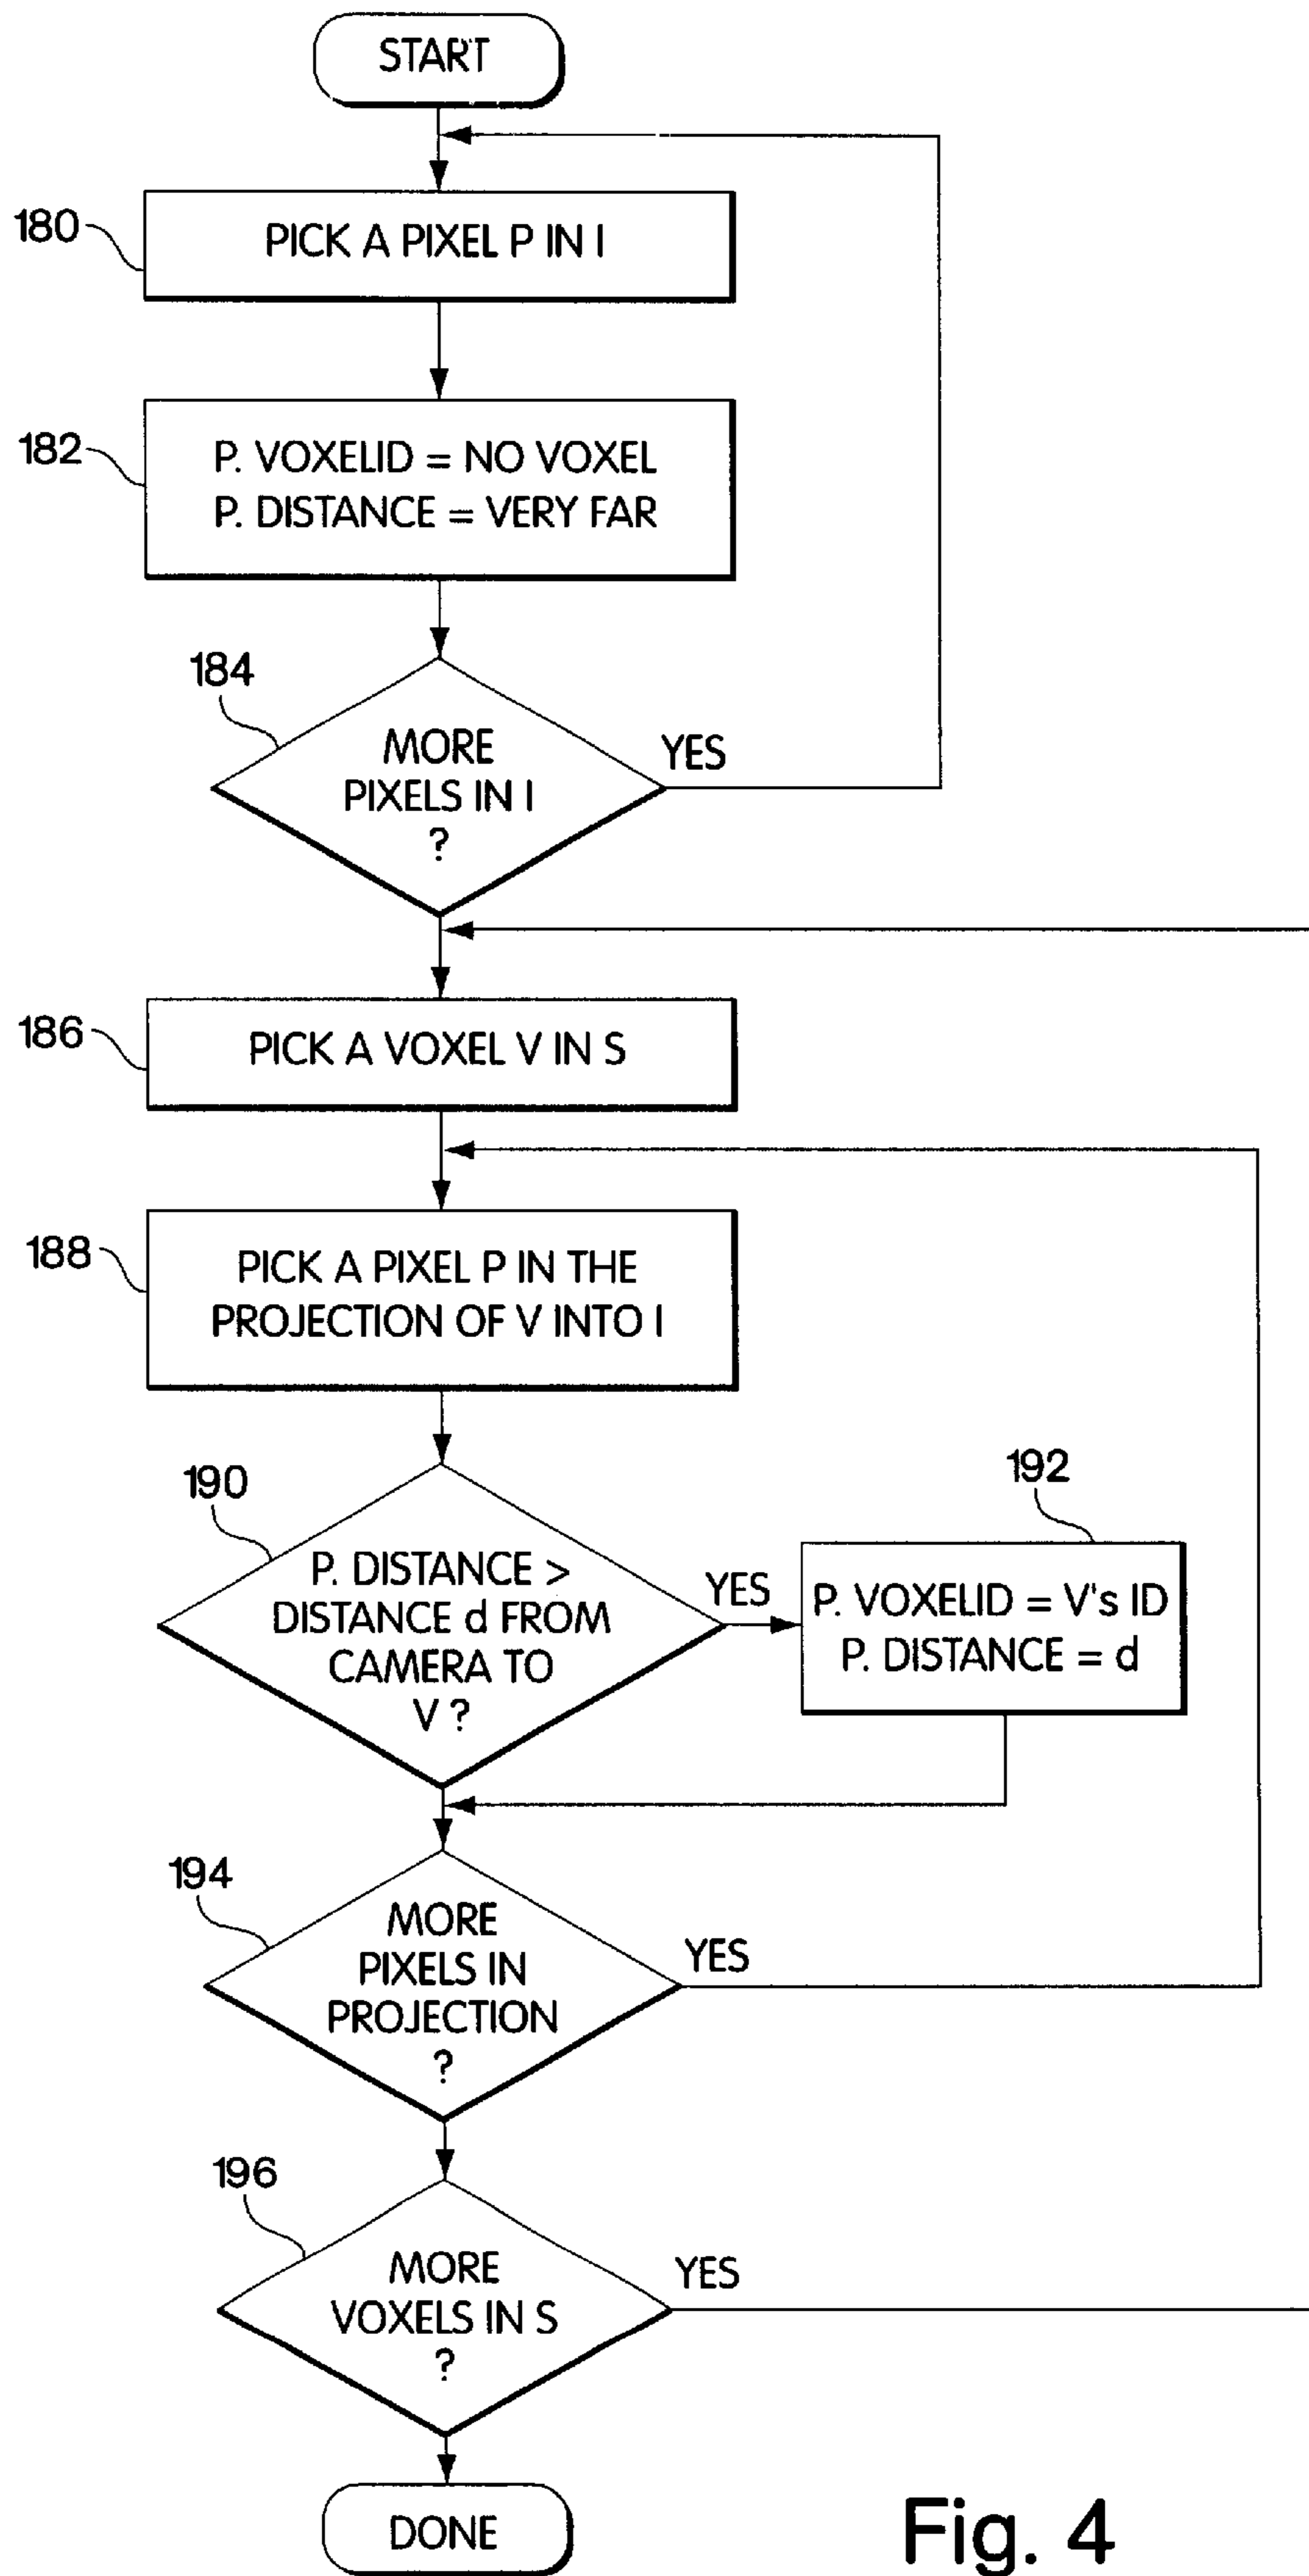 START
180
PICK A PIXEL P IN I
182
P. VOXELID = NO VOXEL
P. DISTANCE = VERY FAR
184
MORE
PIXELS IN I
?
YES
186
PICK A VOXEL V IN S
188
PICK A PIXEL P IN THE
PROJECTION OF V INTO I
190
P. DISTANCE >
DISTANCE d FROM
CAMERA TO
V ?
YES
192
P. VOXELID = V's ID
P. DISTANCE = d
194
MORE
PIXELS IN
PROJECTION
?
YES
196
MORE
VOXELS IN S
?
YES
DONE
Fig. 4